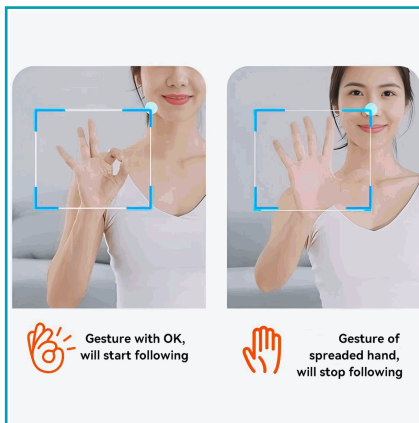 Gesture with OK,
will start following
Gesture of
spreaded hand,
will stop following